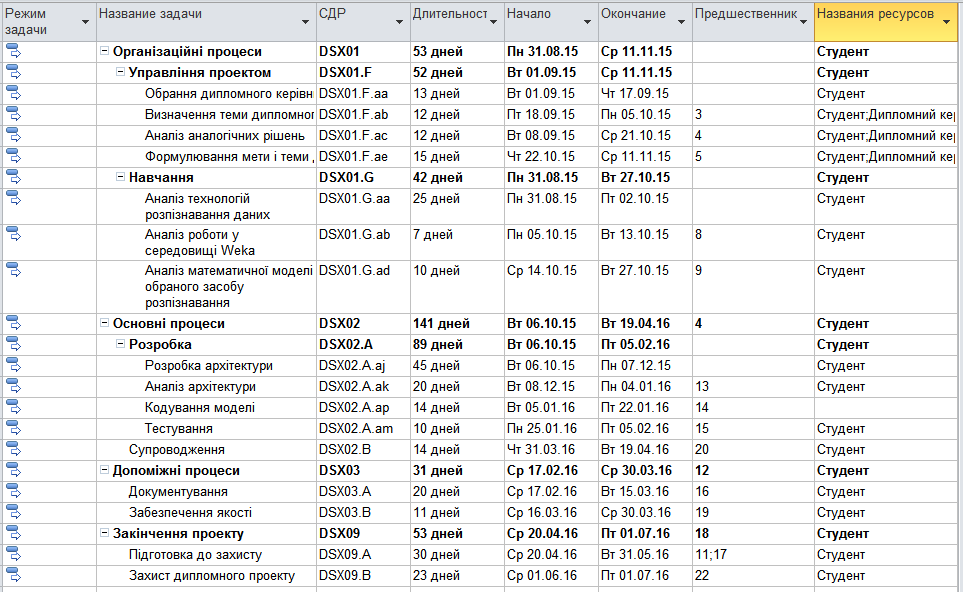 Режим задачи Название задачи СДР Длительност Начало Окончание Предшественник Названия ресурсов
Організаційні процеси DSX01 53 дней Пн 31.08.15 Ср 11.11.15 Студент
Управління проектом DSX01.F 52 дней Вт 01.09.15 Ср 11.11.15 Студент
Обрання дипломного керівн DSX01.F.aa 13 дней Вт 01.09.15 Чт 17.09.15 Студент
Визначення теми дипломног DSX01.F.ab 12 дней Пт 18.09.15 Пн 05.10.15 3 Студент;Дипломний кер
Аналіз аналогічних рішень DSX01.F.ac 12 дней Вт 08.09.15 Ср 21.10.15 4 Студент;Дипломний кер
Формулювання мети і теми DSX01.F.ae 15 дней Чт 22.10.15 Ср 11.11.15 5 Студент;Дипломний кер
Навчання DSX01.G 42 дней Пн 31.08.15 Вт 27.10.15 Студент
Аналіз технологій DSX01.G.aa 25 дней Пн 31.08.15 Пт 02.10.15 Студент
розпізнавання даних
Аналіз роботи у DSX01.G.ab 7 дней Пн 05.10.15 Вт 13.10.15 8 Студент
середовищі Weka
Аналіз математичної моделі DSX01.G.ad 10 дней Ср 14.10.15 Вт 27.10.15 9 Студент
обраного засобу
розпізнавання
Основні процеси DSX02 141 дней Вт 06.10.15 Вт 19.04.16 4 Студент
Розробка DSX02.A 89 дней Вт 06.10.15 Пт 05.02.16 Студент
Розробка архітектури DSX02.A.aj 45 дней Вт 06.10.15 Пн 07.12.15 Студент
Аналіз архітектури DSX02.A.ak 20 дней Вт 08.12.15 Пн 04.01.16 13 Студент
Кодування моделі DSX02.A.ap 14 дней Вт 05.01.16 Пт 22.01.16 14
Тестування DSX02.A.am 10 дней Пн 25.01.16 Пт 05.02.16 15 Студент
Супроводження DSX02.B 14 дней Чт 31.03.16 Вт 19.04.16 20 Студент
Допоміжні процеси DSX03 31 дней Ср 17.02.16 Ср 30.03.16 12 Студент
Документування DSX03.A 20 дней Ср 17.02.16 Вт 15.03.16 16 Студент
Забезпечення якості DSX03.B 11 дней Ср 16.03.16 Ср 30.03.16 19 Студент
Закінчення проекту DSX09 53 дней Ср 20.04.16 Пт 01.07.16 18 Студент
Підготовка до захисту DSX09.A 30 дней Ср 20.04.16 Вт 31.05.16 11;17 Студент
Захист дипломного проекту DSX09.B 23 дней Ср 01.06.16 Пт 01.07.16 22 Студент